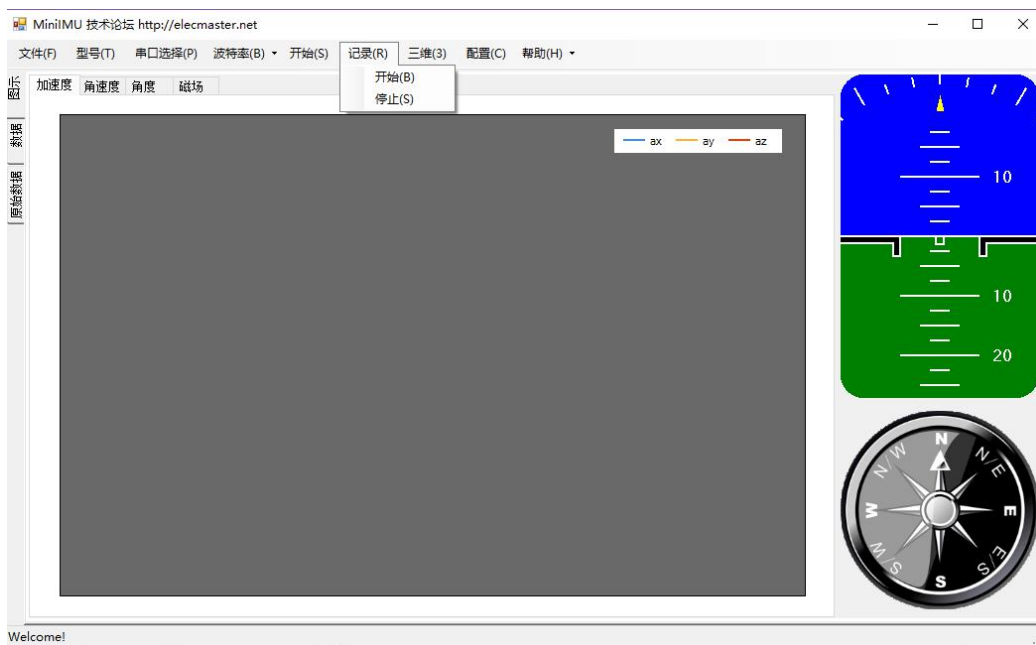 MiniIMU 技术论坛 http://elecmaster.net
文件(F) 型号(T) 串口选择(P) 波特率(B) 开始(S) 记录(R) 三维(3) 配置(C) 帮助(H)
开始(B)
停止(S)
图示
数据
原始数据
加速度 角速度 角度 磁场
ax ay az
10
10
20
N
N/E
E
E/S
S
W/S
W
N/W
Welcome!